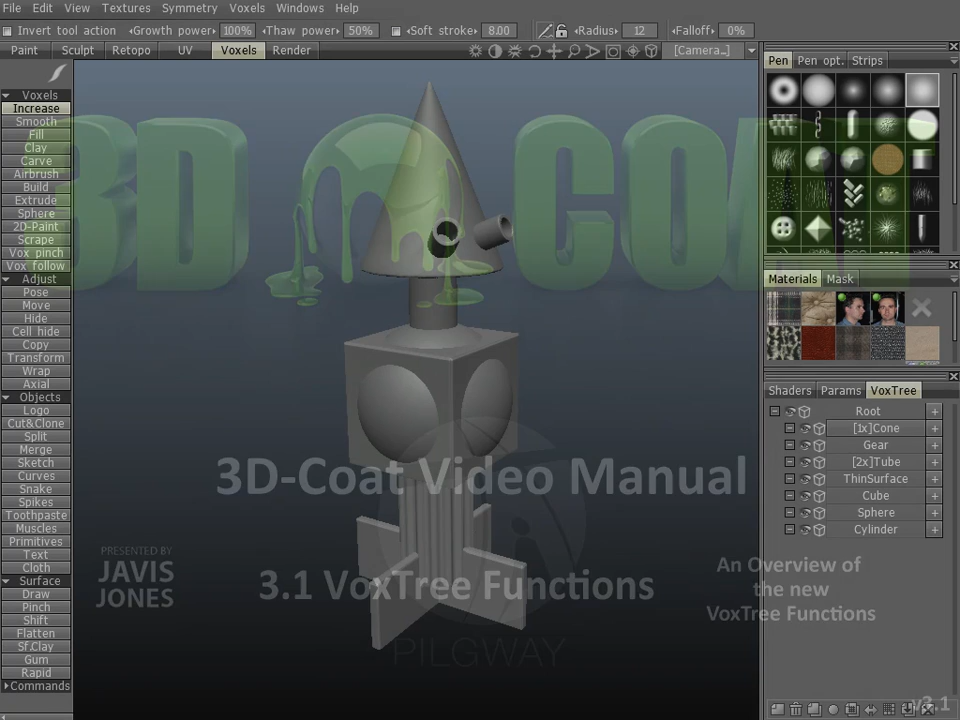 File Edit View Textures Symmetry Voxels Windows Help
Invert tool action Growth power 100% Thaw power 50% Soft stroke 8.00 Radius 12 Falloff 0%
Paint Sculpt Retopo UV Voxels Render [Camera..]
Pen Pen opt. Strips
Voxels
Increase
Smooth
Fill
Clay
Carve
Airbrush
Build
Extrude
Sphere
2D-Paint
Scrape
Vox pinch
Vox follow
Adjust
Pose
Move
Hide
Cell hide
Copy
Transform
Wrap
Axial
Objects
Logo
Cut&Clone
Split
Merge
Sketch
Curves
Snake
Spikes
Toothpaste
Muscles
Primitives
Text
Cloth
Surface
Draw
Pinch
Shift
Flatten
Sf.Clay
Gum
Rapid
Commands
3D COA
3D-Coat Video Manual
PRESENTED BY
JAVIS
JONES
3.1 VoxTree Functions
An Overview of
the new
VoxTree Functions
PILGWAY
Materials Mask
Shaders Params VoxTree
Root +
[1x]Cone +
Gear +
[2x]Tube +
ThinSurface +
Cube +
Sphere +
Cylinder +
v3.1